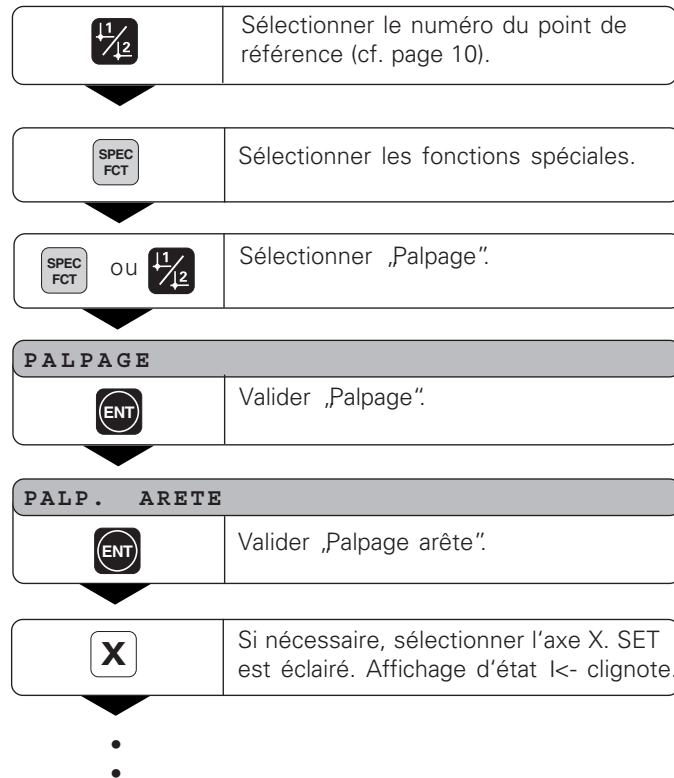 1 2
Sélectionner le numéro du point de
référence (cf. page 10).
SPEC
FCT
Sélectionner les fonctions spéciales.
SPEC
FCT
ou
1 2
Sélectionner „Palpage“.
PALPAGE
ENT
Valider „Palpage“.
PALP. ARETE
ENT
Valider „Palpage arête“.
X
Si nécessaire, sélectionner l‘axe X. SET
est éclairé. Affichage d‘état I<- clignote.